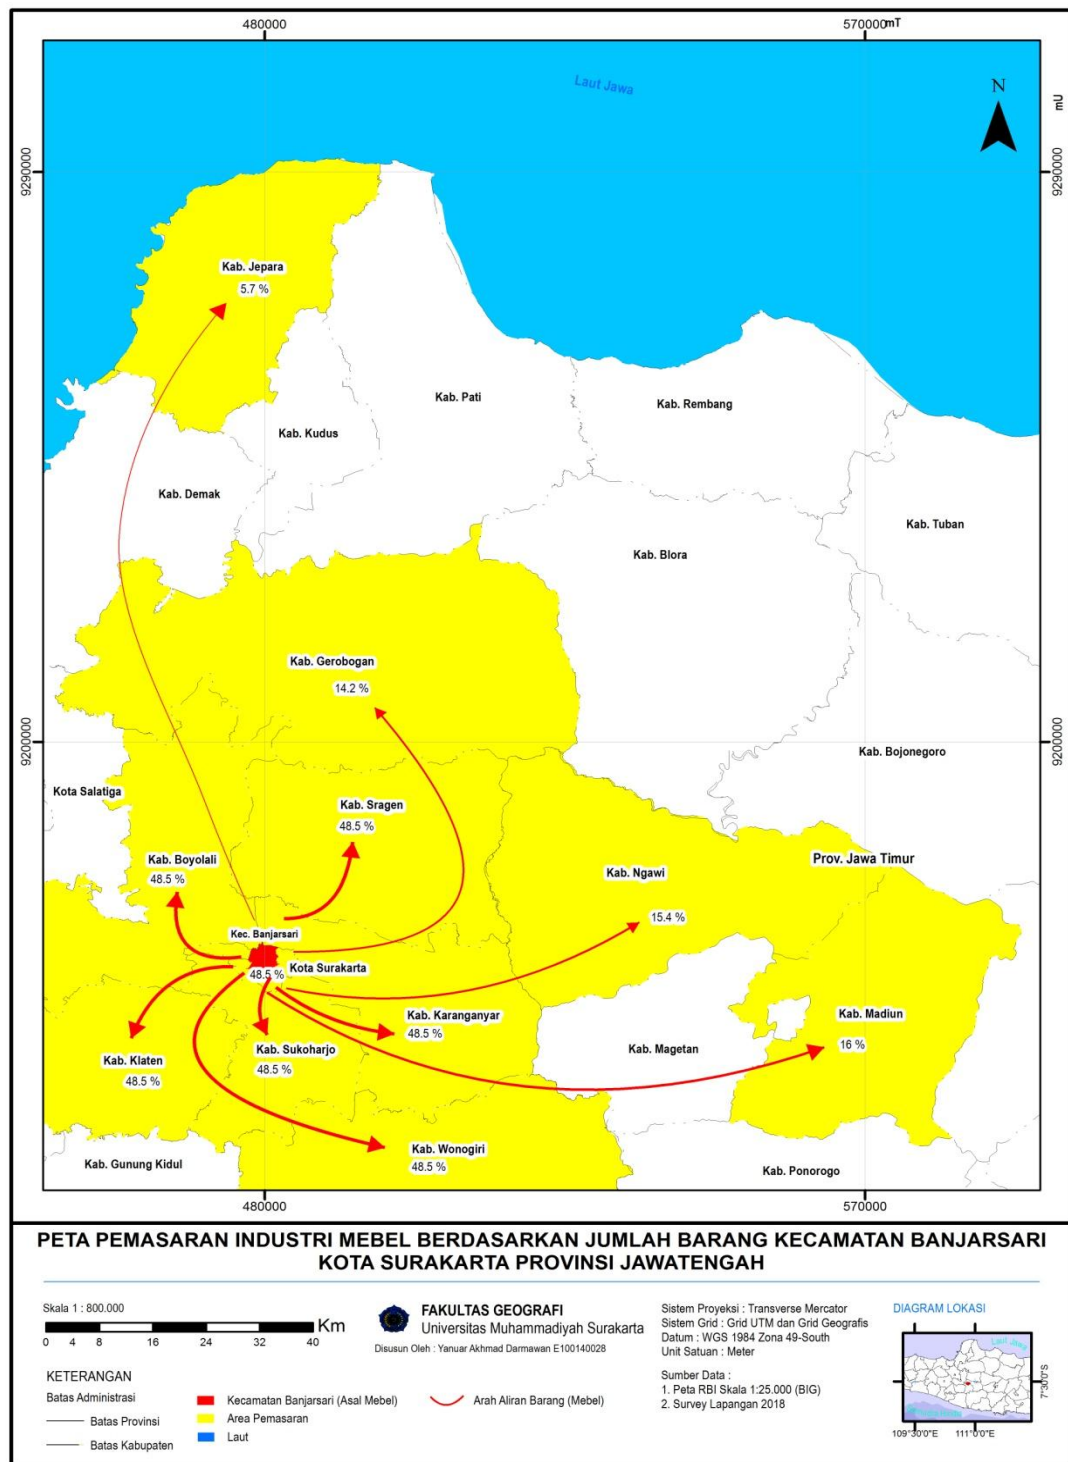 480000
570000
mT
mU
Laut Jawa
N
9290000
9290000
Kab. Jepara
5.7 %
Kab. Pati
Kab. Rembang
Kab. Kudus
Kab. Demak
Kab. Tuban
Kab. Blora
Kab. Gerobogan
14.2 %
9200000
9200000
Kab. Bojonegoro
Kota Salatiga
Kab. Sragen
48.5 %
Kab. Boyolali
48.5 %
Prov. Jawa Timur
Kab. Ngawi
15.4 %
Kec. Banjarsari
Kota Surakarta
48.5 %
Kab. Karanganyar
48.5 %
Kab. Madiun
16 %
Kab. Klaten
48.5 %
Kab. Sukoharjo
48.5 %
Kab. Magetan
Kab. Wonogiri
48.5 %
Kab. Gunung Kidul
Kab. Ponorogo
480000
570000
PETA PEMASARAN INDUSTRI MEBEL BERDASARKAN JUMLAH BARANG KECAMATAN BANJARSARI
KOTA SURAKARTA PROVINSI JAWATENGAH
Skala 1 : 800.000
Km
0 4 8 16 24 32 40
KETERANGAN
Batas Administrasi
Batas Provinsi
Batas Kabupaten
Kecamatan Banjarsari (Asal Mebel)
Area Pemasaran
Laut
Arah Aliran Barang (Mebel)
FAKULTAS GEOGRAFI
Universitas Muhammadiyah Surakarta
Disusun Oleh : Yanuar Akhmad Darmawan E100140028
Sistem Proyeksi : Transverse Mercator
Sistem Grid : Grid UTM dan Grid Geografis
Datum : WGS 1984 Zona 49-South
Unit Satuan : Meter
Sumber Data :
1. Peta RBI Skala 1:25.000 (BIG)
2. Survey Lapangan 2018
DIAGRAM LOKASI
Laut Jawa
7°30'0"S
109°30'0"E
111°0'0"E